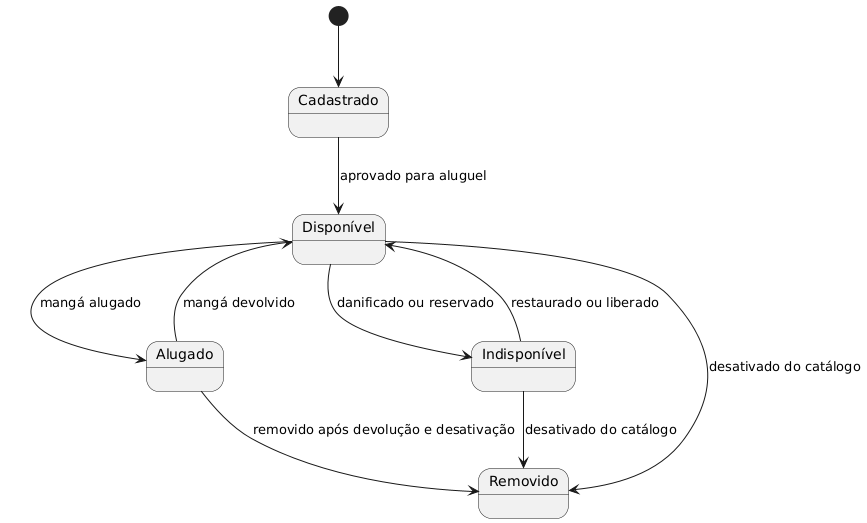 Cadastrado
aprovado para aluguel
Disponível
mangá alugado
mangá devolvido
danificado ou reservado
restaurado ou liberado
Alugado
Indisponível
desativado do catálogo
removido após devolução e desativação
desativado do catálogo
Removido